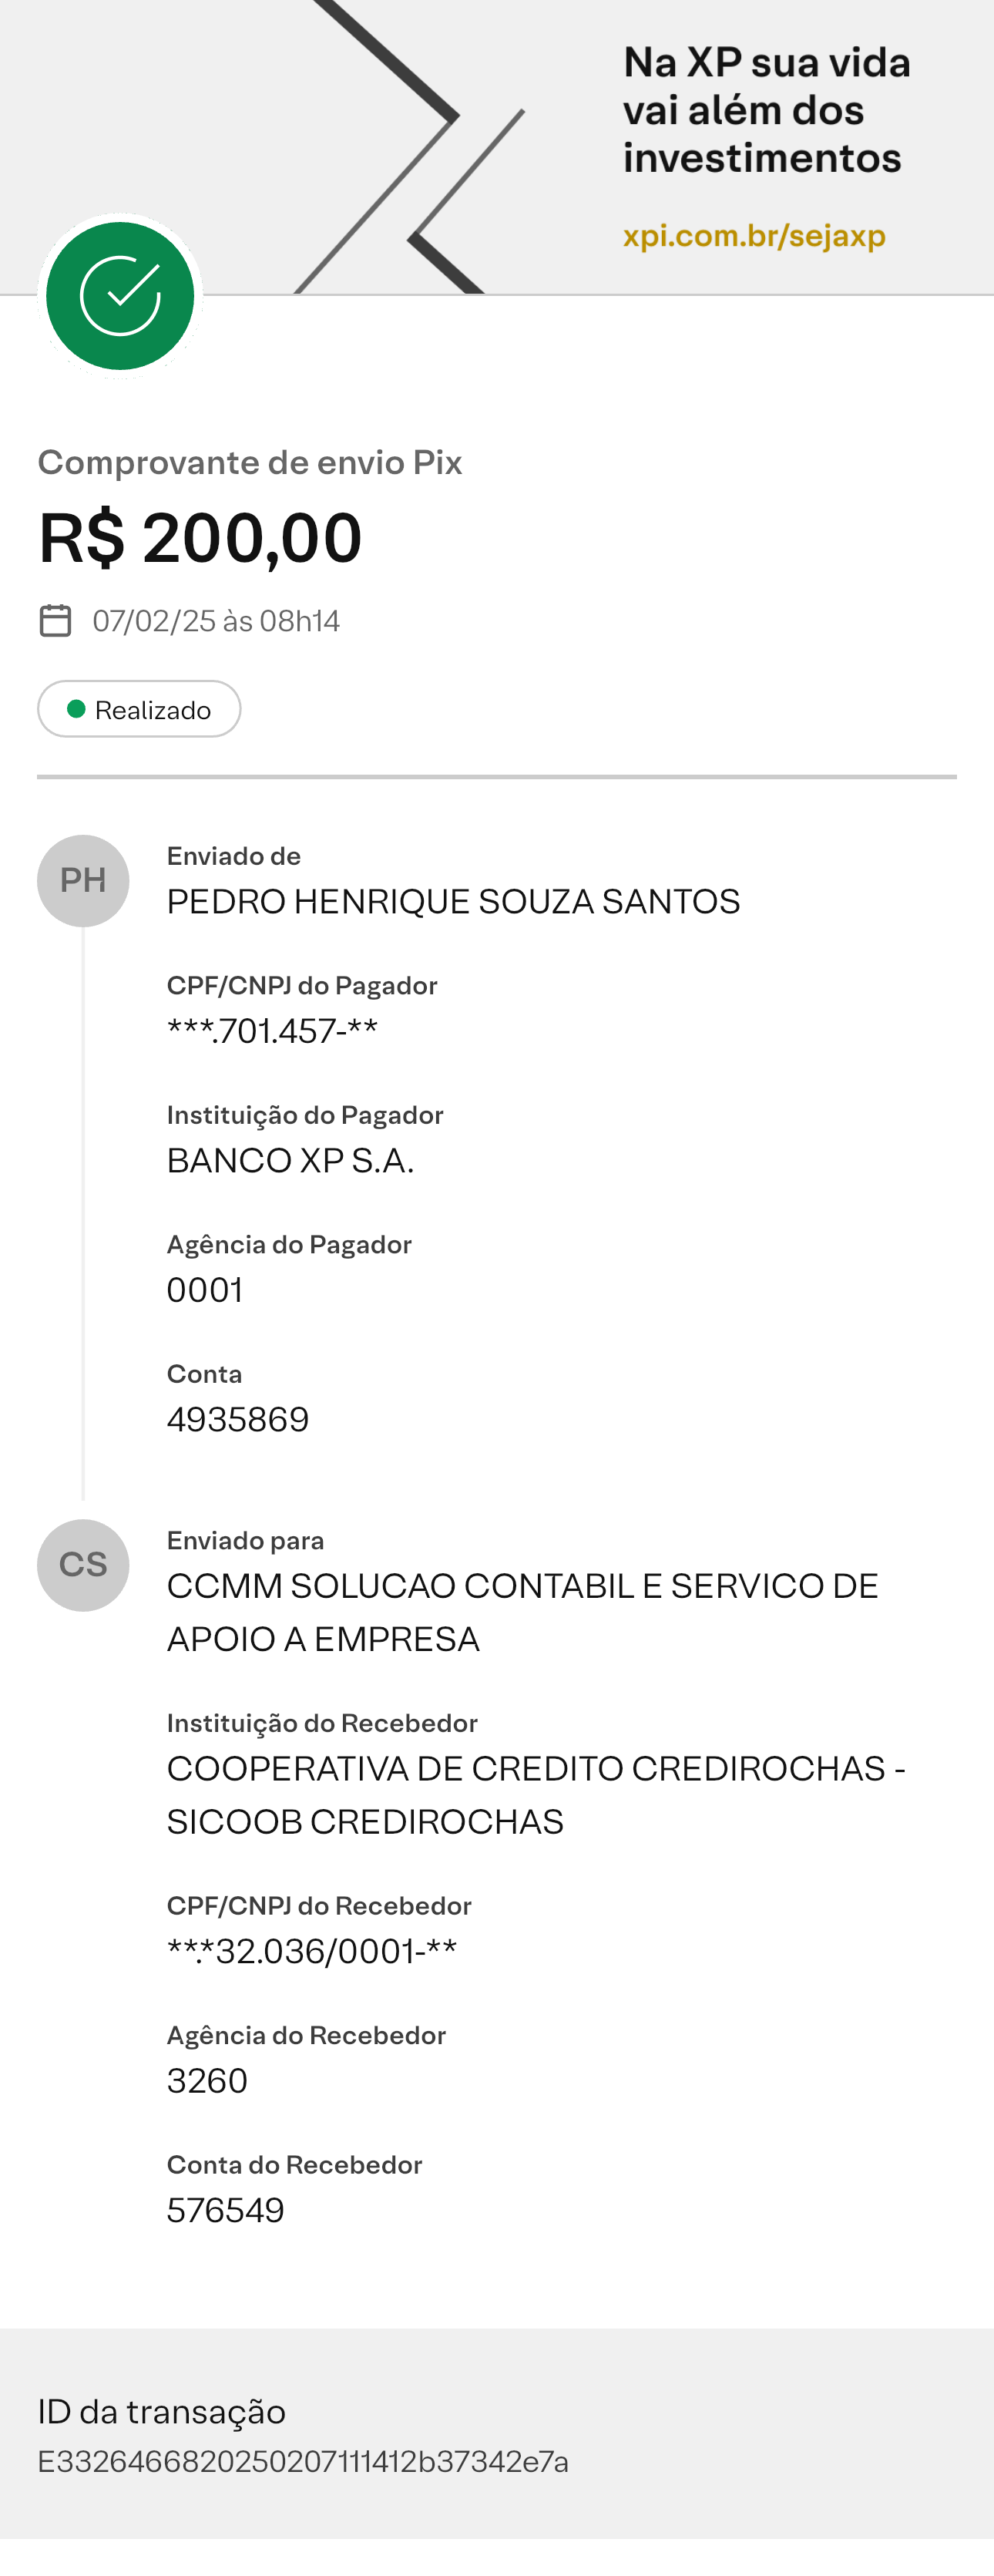 Na XP sua vida
vai além dos
investimentos
xpi.com.br/sejaxp
Comprovante de envio Pix
R$ 200,00
07/02/25 às 08h14
Realizado
PH
Enviado de
PEDRO HENRIQUE SOUZA SANTOS
CPF/CNPJ do Pagador
***.701.457-**
Instituição do Pagador
BANCO XP S.A.
Agência do Pagador
0001
Conta
4935869
CS
Enviado para
CCMM SOLUCAO CONTABIL E SERVICO DE
APOIO A EMPRESA
Instituição do Recebedor
COOPERATIVA DE CREDITO CREDIROCHAS -
SICOOB CREDIROCHAS
CPF/CNPJ do Recebedor
**.*32.036/0001-**
Agência do Recebedor
3260
Conta do Recebedor
576549
ID da transação
E33264668202502071111412b37342e7a